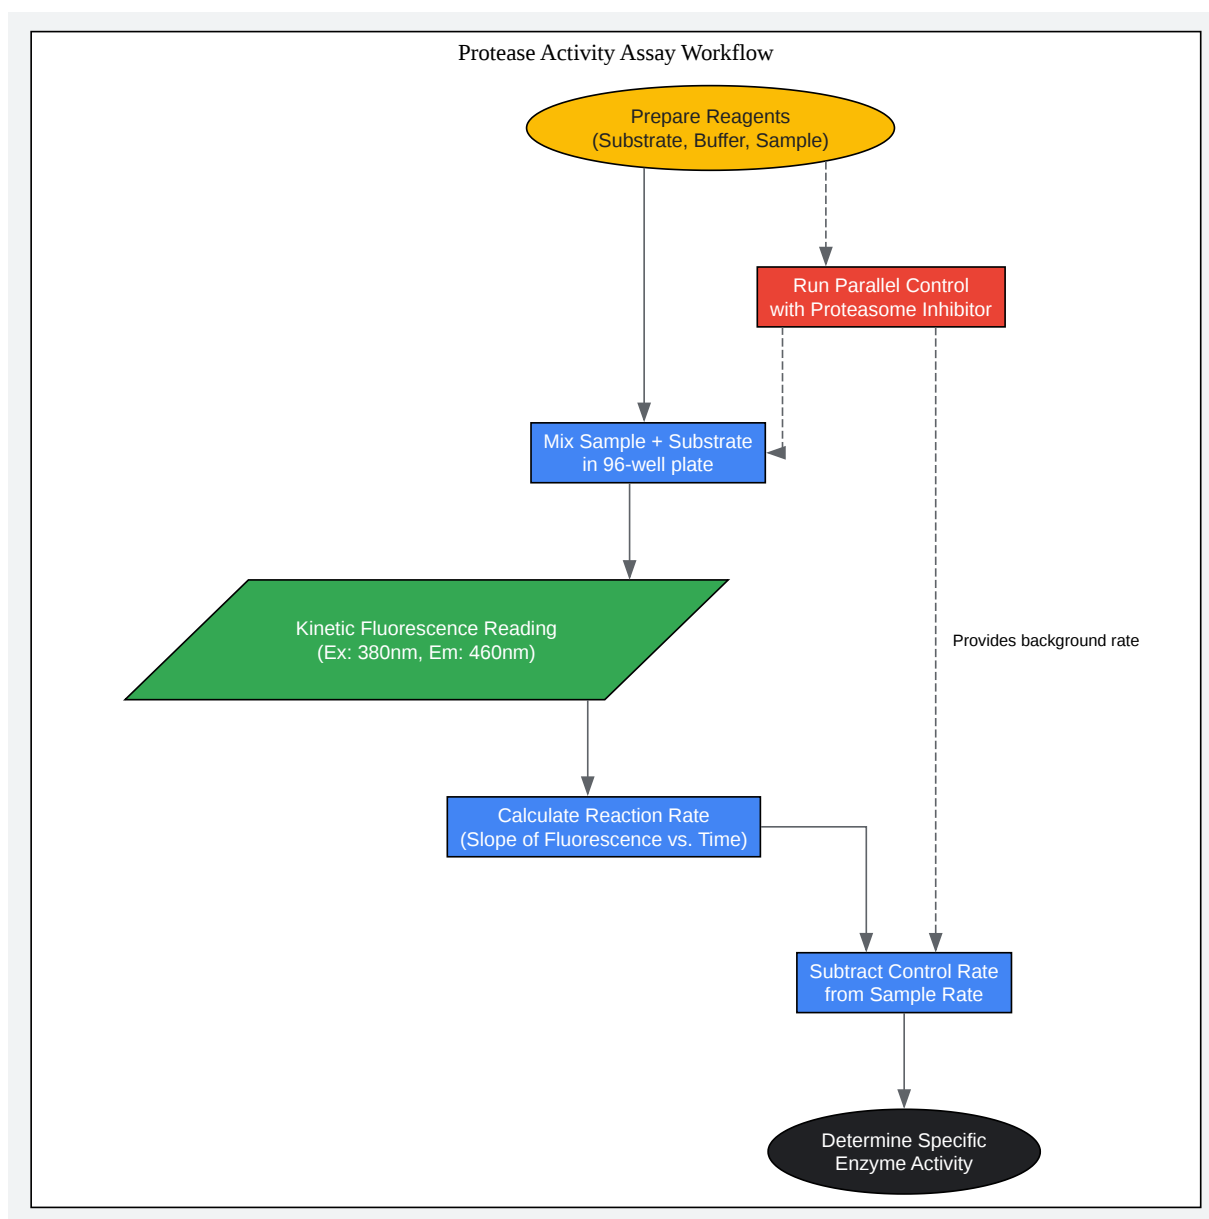 Protease Activity Assay Workflow
Prepare Reagents
(Substrate, Buffer, Sample)
Run Parallel Control
with Proteasome Inhibitor
Mix Sample + Substrate
in 96-well plate
Kinetic Fluorescence Reading
(Ex: 380nm, Em: 460nm)
Provides background rate
Calculate Reaction Rate
(Slope of Fluorescence vs. Time)
Subtract Control Rate
from Sample Rate
Determine Specific
Enzyme Activity